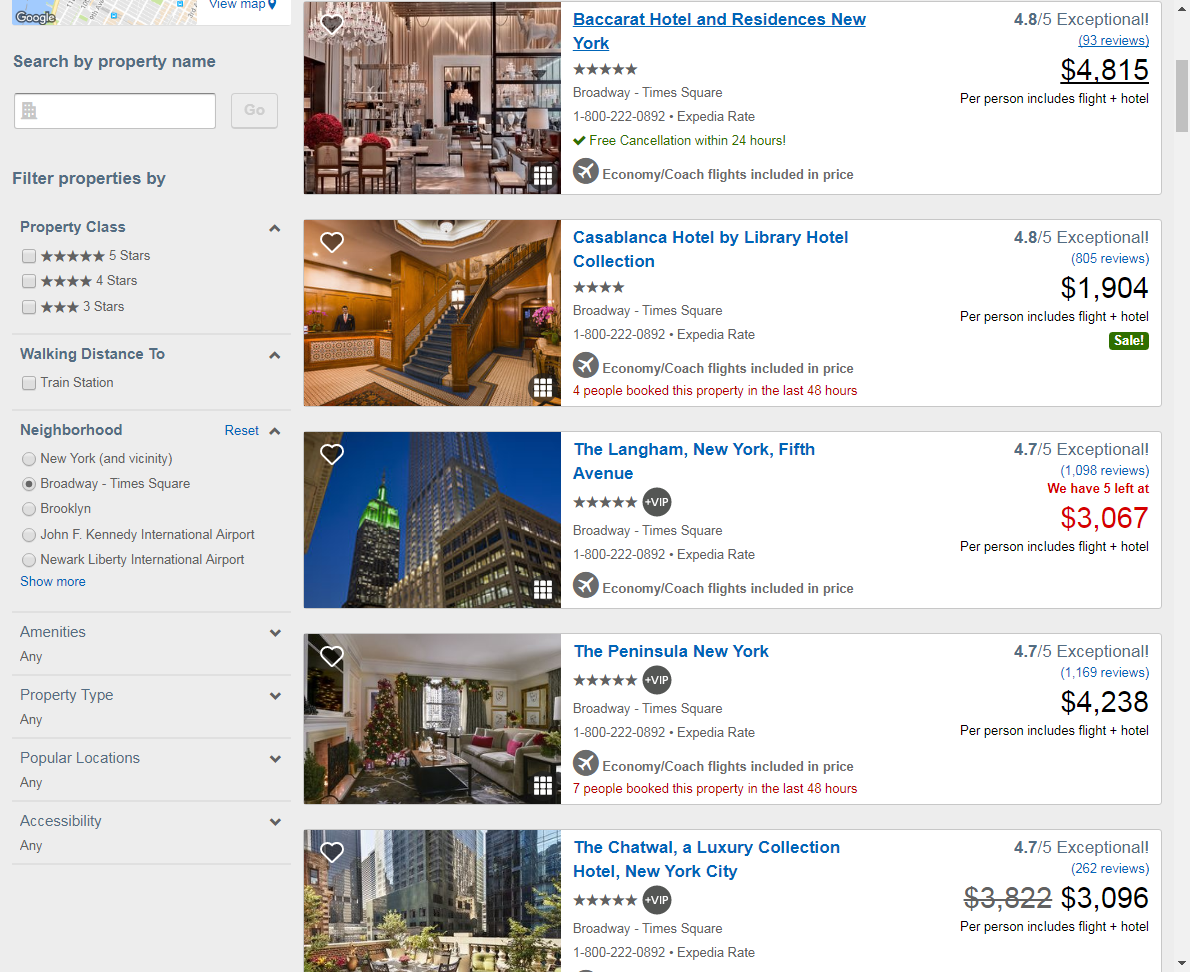 Google
View map
Search by property name
Go
Filter properties by
Property Class
★★★★★ 5 Stars
★★★★ 4 Stars
★★★ 3 Stars
Walking Distance To
Train Station
Neighborhood Reset
New York (and vicinity)
Broadway - Times Square
Brooklyn
John F. Kennedy International Airport
Newark Liberty International Airport
Show more
Amenities
Any
Property Type
Any
Popular Locations
Any
Accessibility
Any
Baccarat Hotel and Residences New
York
★★★★★
Broadway - Times Square
1-800-222-0892 • Expedia Rate
Free Cancellation within 24 hours!
Economy/Coach flights included in price
4.8/5 Exceptional!
(93 reviews)
$4,815
Per person includes flight + hotel
Casablanca Hotel by Library Hotel
Collection
★★★★
Broadway - Times Square
1-800-222-0892 • Expedia Rate
Economy/Coach flights included in price
4 people booked this property in the last 48 hours
4.8/5 Exceptional!
(805 reviews)
$1,904
Per person includes flight + hotel
Sale!
The Langham, New York, Fifth
Avenue
★★★★★ +VIP
Broadway - Times Square
1-800-222-0892 • Expedia Rate
Economy/Coach flights included in price
4.7/5 Exceptional!
(1,098 reviews)
We have 5 left at
$3,067
Per person includes flight + hotel
The Peninsula New York
★★★★★ +VIP
Broadway - Times Square
1-800-222-0892 • Expedia Rate
Economy/Coach flights included in price
7 people booked this property in the last 48 hours
4.7/5 Exceptional!
(1,169 reviews)
$4,238
Per person includes flight + hotel
The Chatwal, a Luxury Collection
Hotel, New York City
★★★★★ +VIP
Broadway - Times Square
1-800-222-0892 • Expedia Rate
4.7/5 Exceptional!
(262 reviews)
$3,822 $3,096
Per person includes flight + hotel